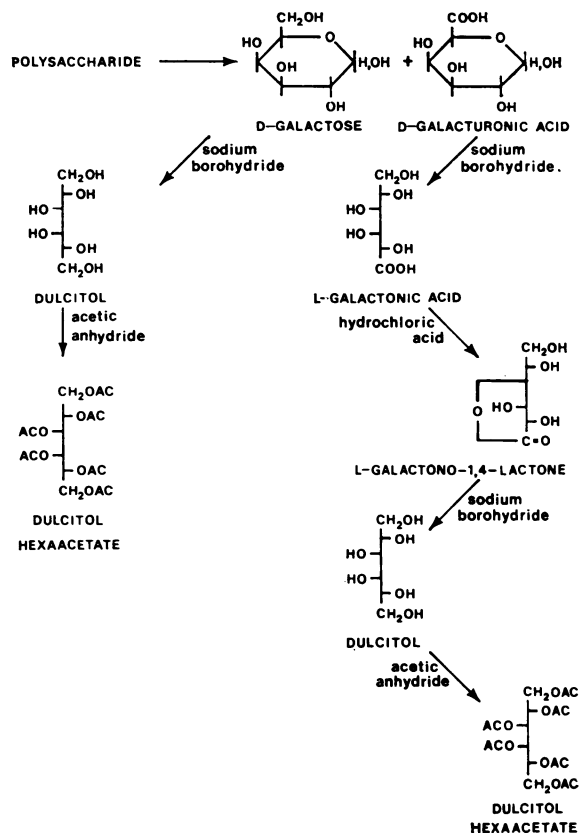 CH2OH
HO
O
OH
H,OH
OH
COOH
HO
O
OH
H,OH
OH
POLYSACCHARIDE
+
D-GALACTOSE
D-GALACTURONIC ACID
sodium
borohydride
sodium
borohydride.
CH2OH
OH
HO
HO
OH
CH2OH
DULCITOL
CH2OH
OH
HO
HO
OH
COOH
L-GALACTONIC ACID
acetic
anhydride
hydrochloric
acid
CH2OAC
OAC
ACO
ACO
OAC
CH2OAC
DULCITOL
HEXAACETATE
CH2OH
OH
O
HO
OH
C=O
L-GALACTONO-1,4-LACTONE
sodium
borohydride
CH2OH
OH
HO
HO
OH
CH2OH
DULCITOL
acetic
anhydride
CH2OAC
OAC
ACO
ACO
OAC
CH2OAC
DULCITOL
HEXAACETATE